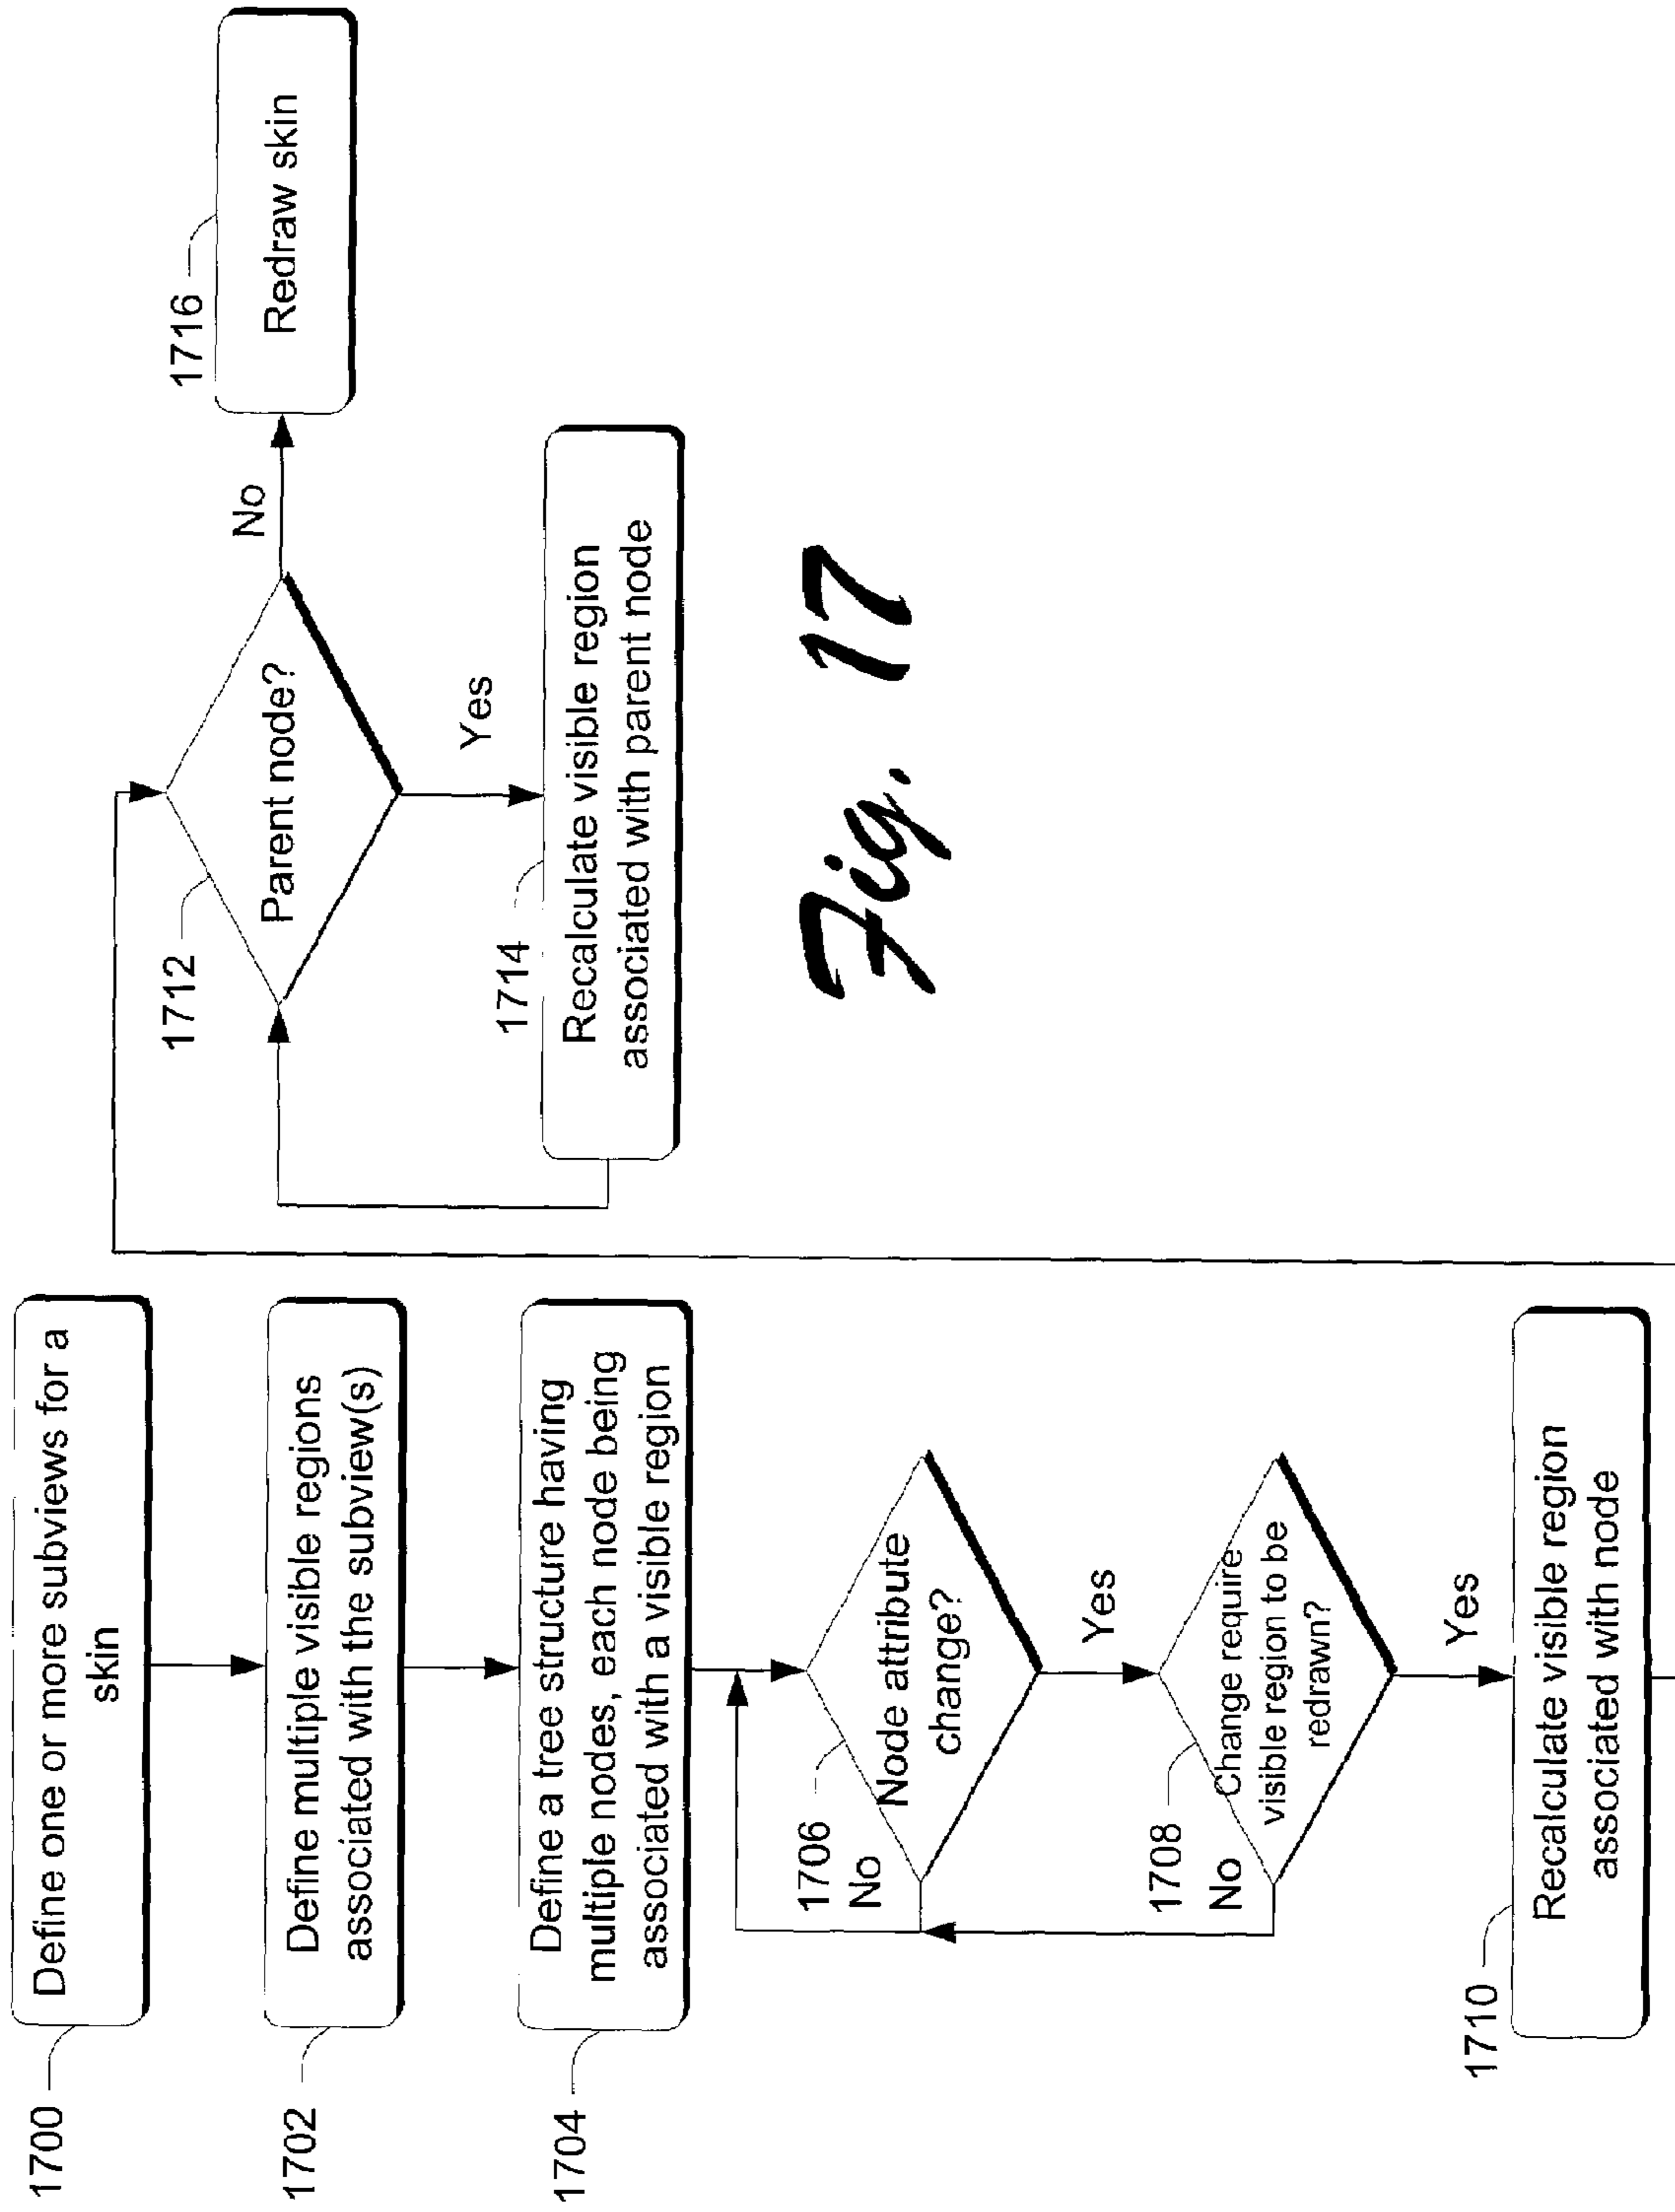 1700
Define one or more subviews for a
skin
1702
Define multiple visible regions
associated with the subview(s)
1704
Define a tree structure having
multiple nodes, each node being
associated with a visible region
1706
No
Node attribute
change?
Yes
1708
No
Change require
visible region to be
redrawn?
Yes
1710
Recalculate visible region
associated with node
1712
Parent node?
No
Yes
1714
Recalculate visible region
associated with parent node
1716
Redraw skin
Fig. 17